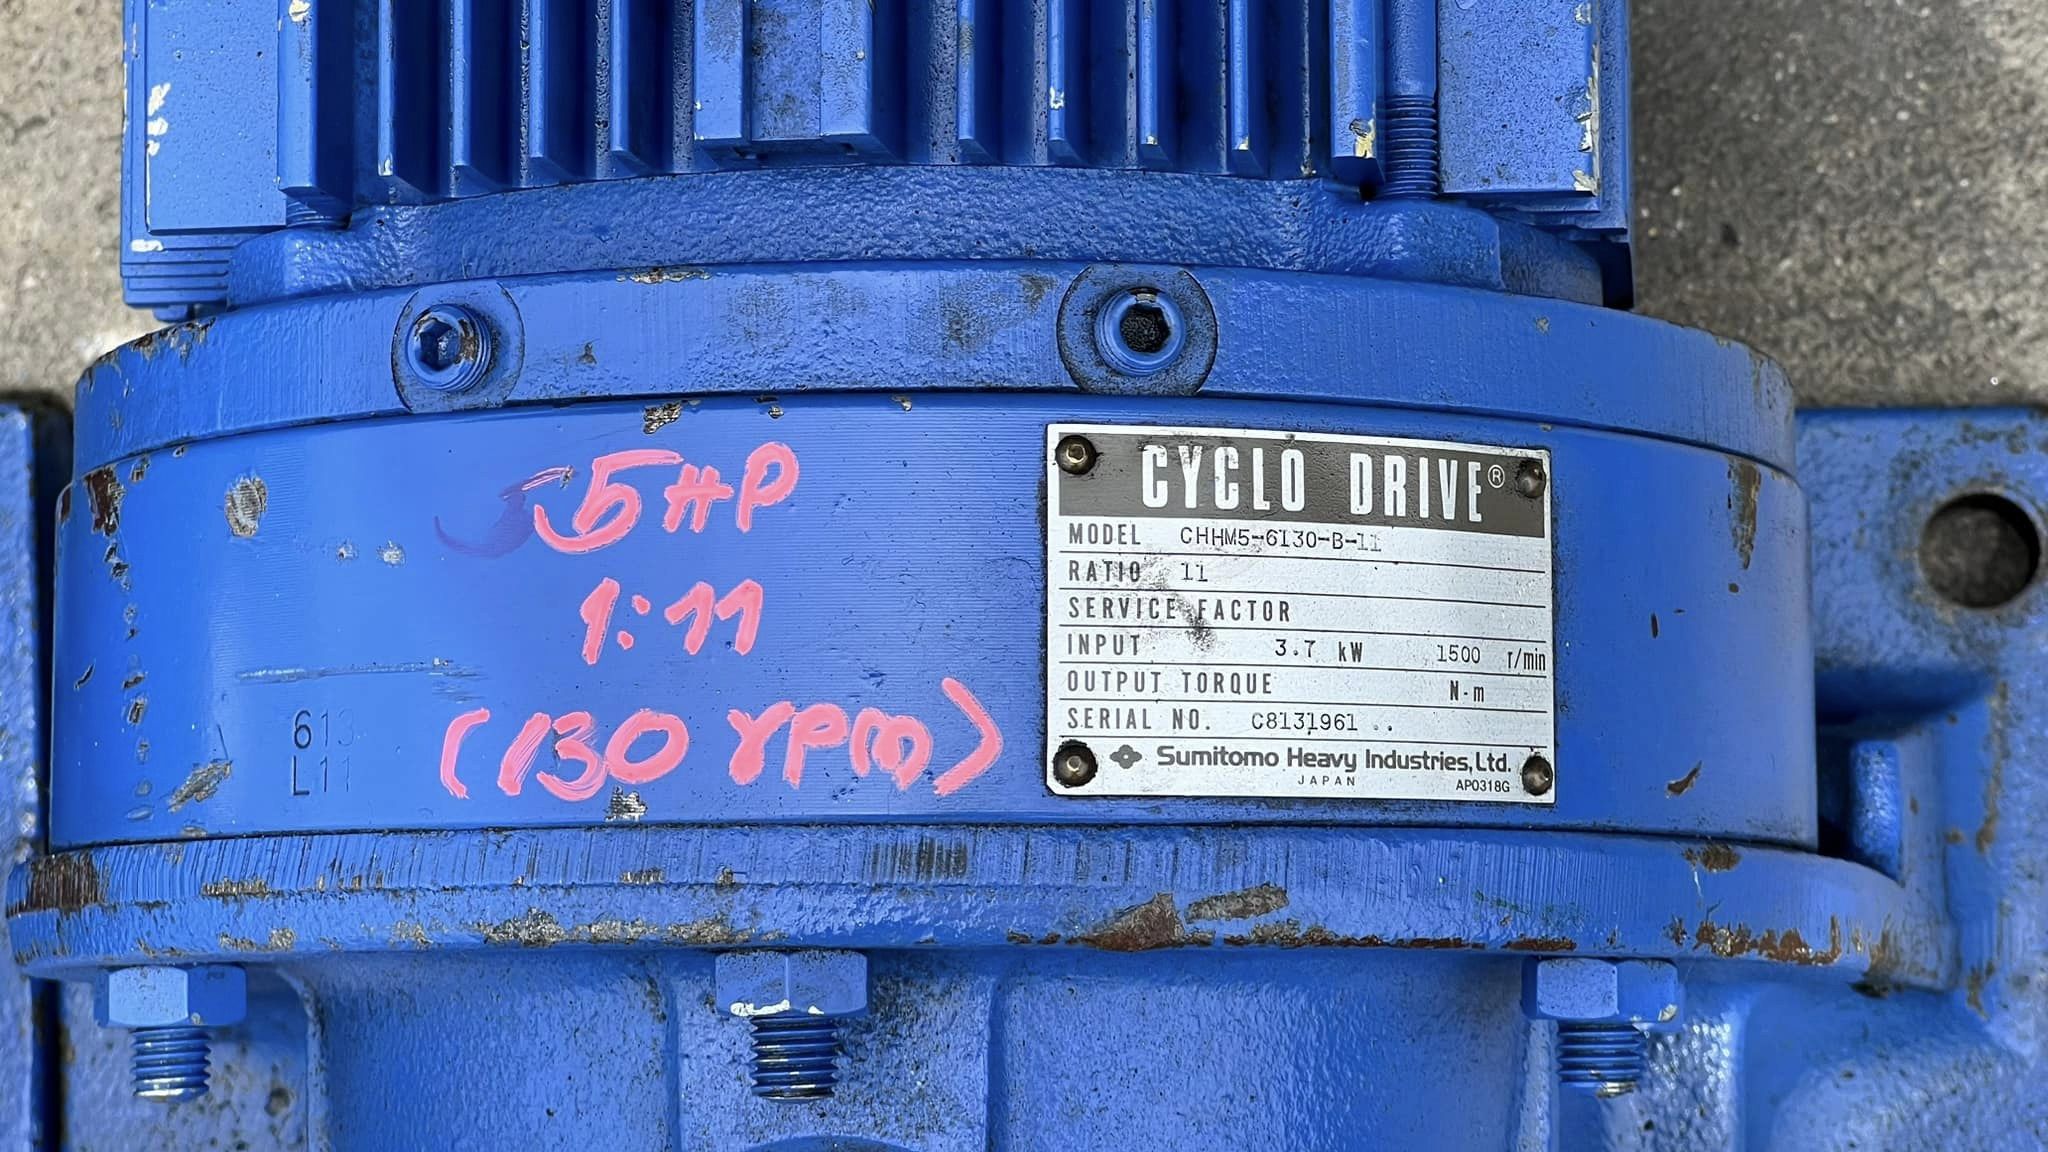 5HP
1:11
(130 rpm)
613
L11
CYCLO DRIVE®
MODEL CHHM5-6130-B-11
RATIO 11
SERVICE FACTOR
INPUT 3.7 kW 1500 r/min
OUTPUT TORQUE N-m
SERIAL NO. C8131961
Sumitomo Heavy Industries, Ltd.
JAPAN
AP0318G